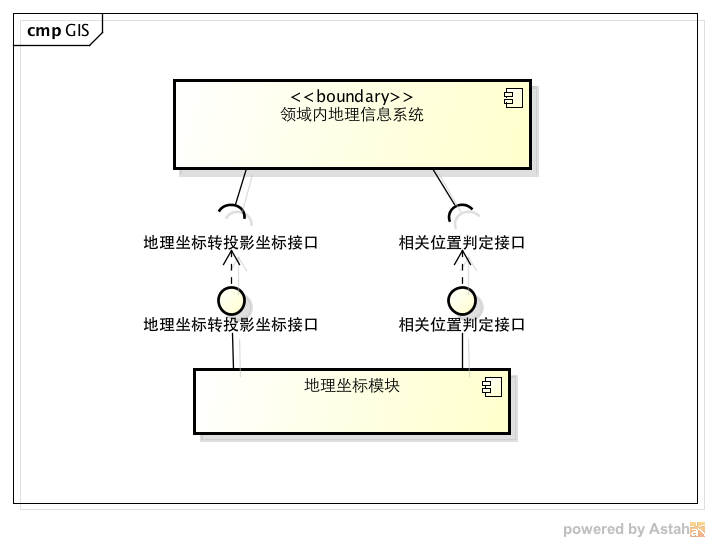 cmp GIS
<<boundary>>
领域内地理信息系统
地理坐标转投影坐标接口
相关位置判定接口
地理坐标转投影坐标接口
相关位置判定接口
地理坐标模块
powered by Astah